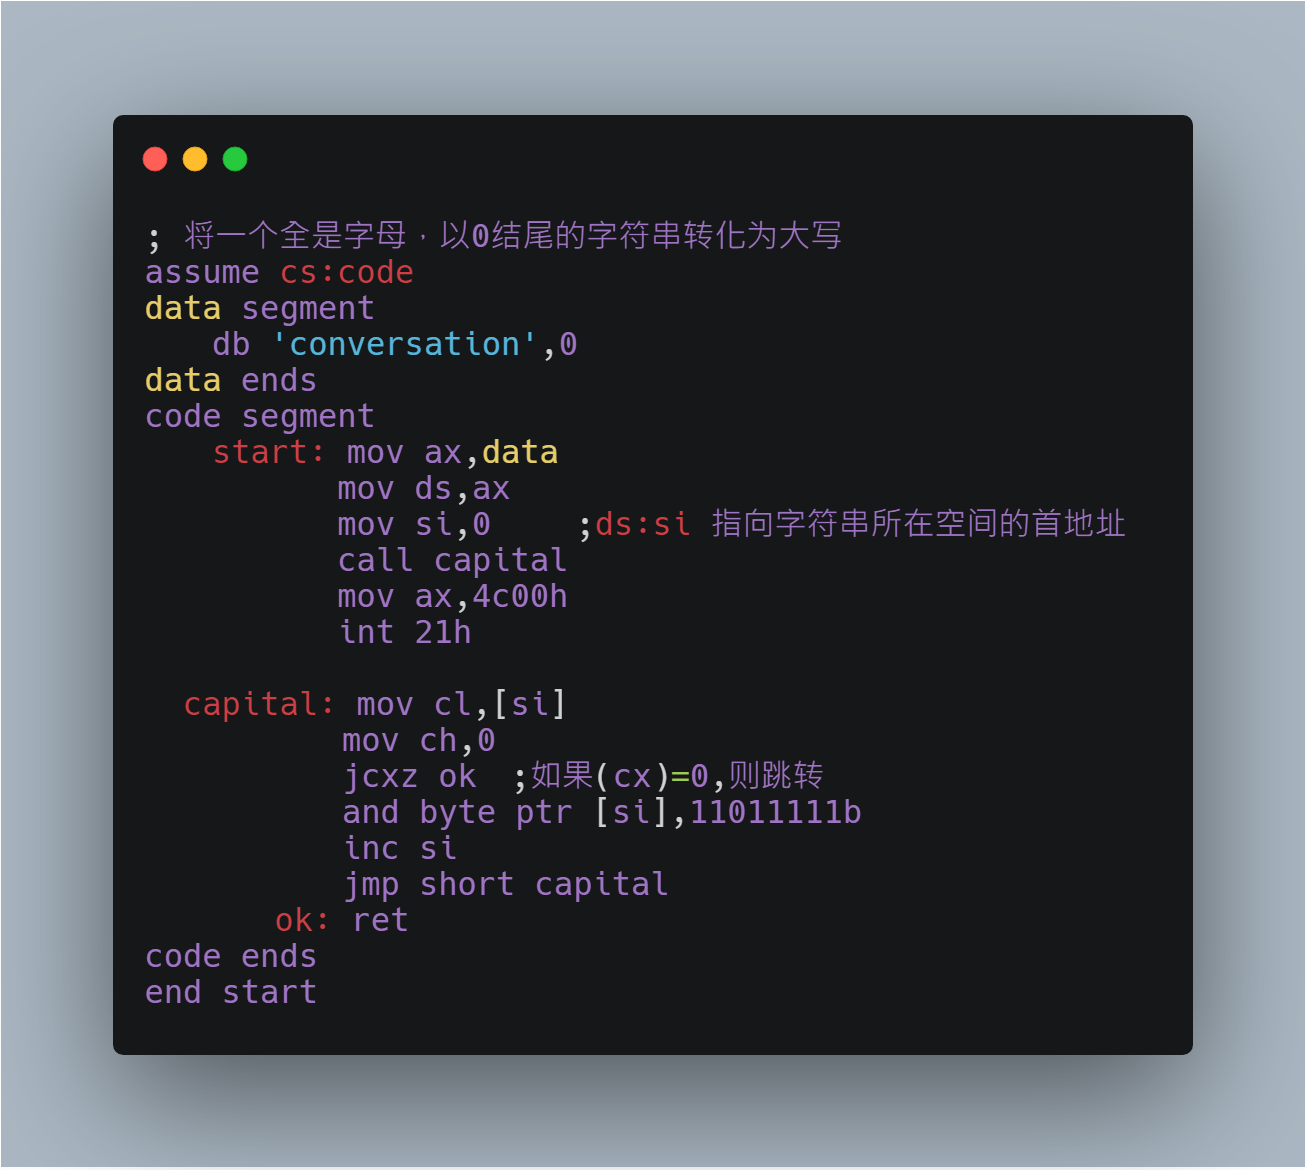 ; 将一个全是字母，以0结尾的字符串转化为大写
assume cs:code
data segment
db 'conversation',0
data ends
code segment
start: mov ax,data
mov ds,ax
mov si,0 ;ds:si 指向字符串所在空间的首地址
call capital
mov ax,4c00h
int 21h
capital: mov cl,[si]
mov ch,0
jcxz ok ;如果(cx)=0,则跳转
and byte ptr [si],11011111b
inc si
jmp short capital
ok: ret
code ends
end start